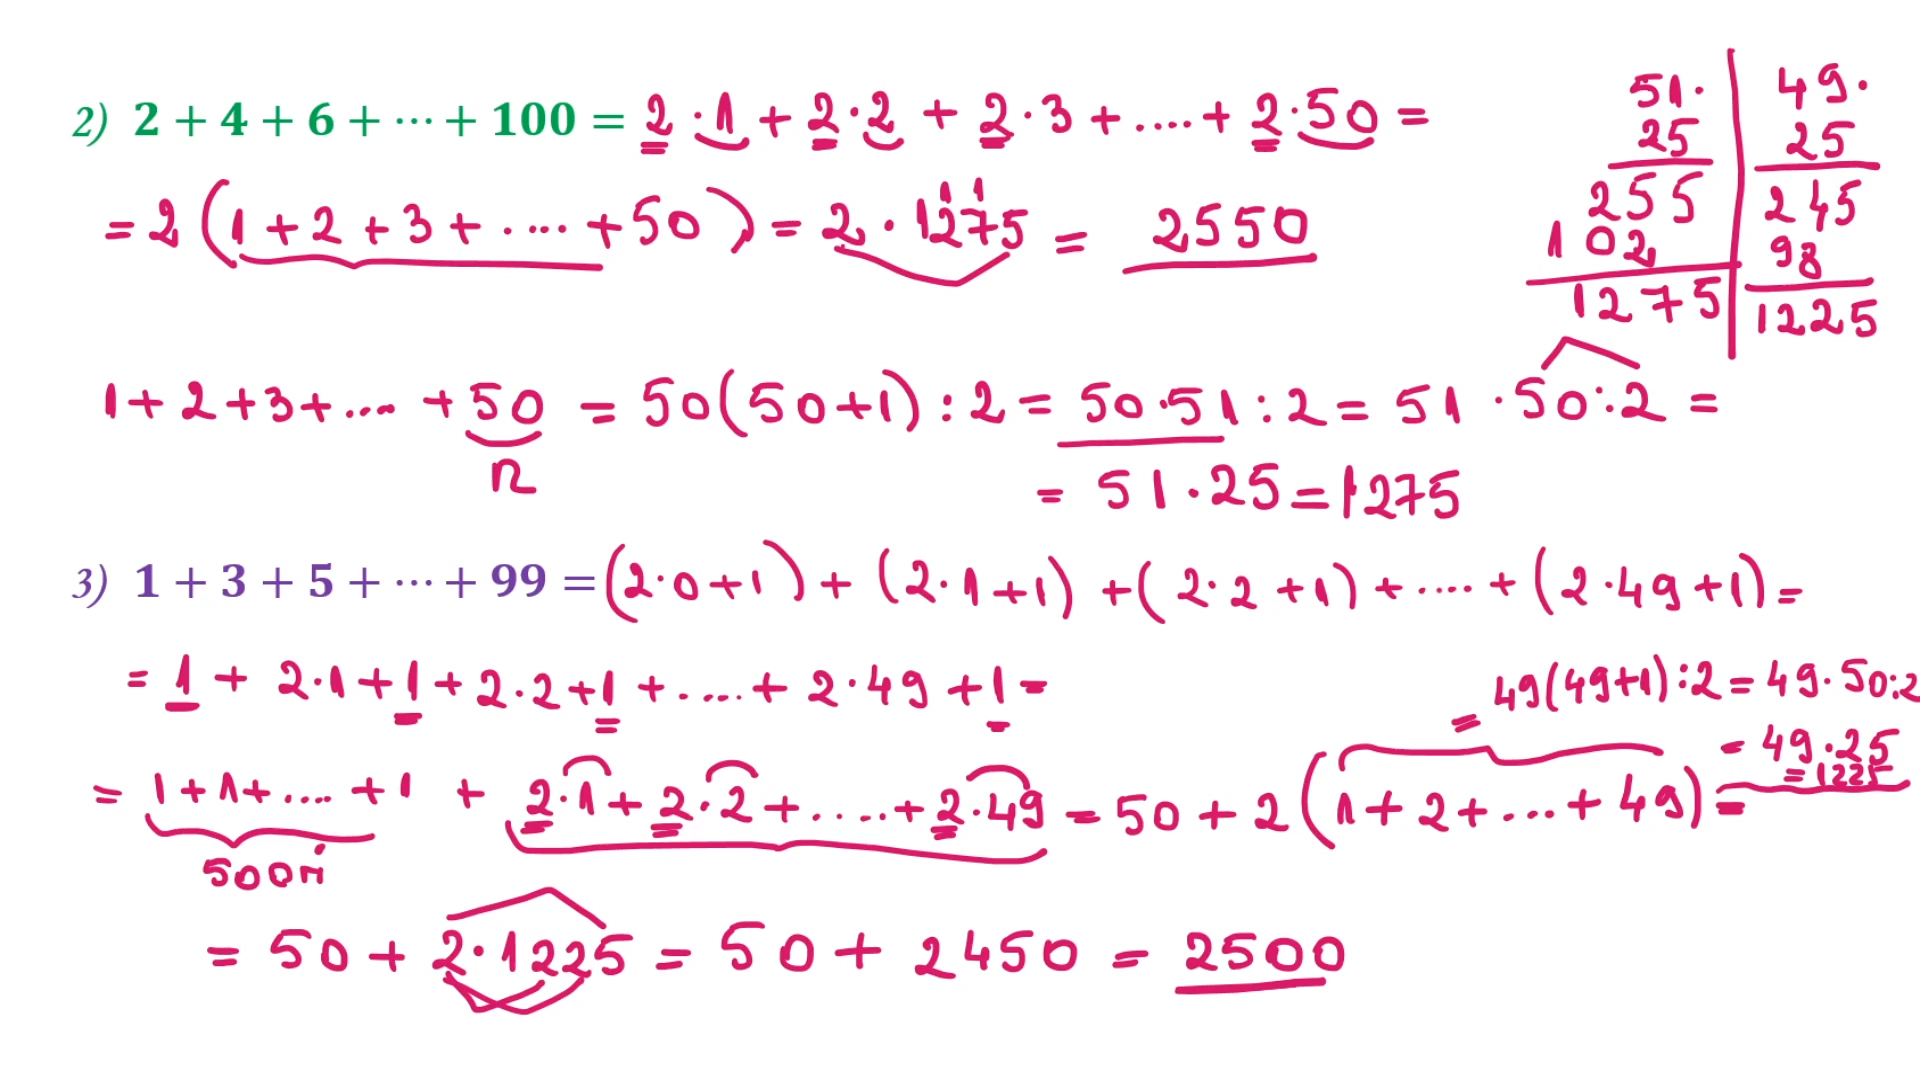 2) 2 + 4 + 6 + ⋯ + 100 = 2 · 1 + 2 · 2 + 2 · 3 + .... + 2 · 50 =
= 2 (1 + 2 + 3 + ..... + 50) = 2 · 1275 = 2550
1 1
1 + 2 + 3 + .... + 50 = 50(50+1) : 2 = 50 · 51 : 2 = 51 · 50 : 2 =
n
= 51 · 25 = 1275
51 ·
25
255
102
1275
49 ·
25
245
98
1225
3) 1 + 3 + 5 + ⋯ + 99 = (2·0+1) + (2·1+1) + (2·2+1) + .... + (2·49+1) =
= 1 + 2·1 + 1 + 2·2 + 1 + ..... + 2·49 + 1 =
= 49(49+1) : 2 = 49 · 50 : 2
= 49 · 25
= 1225
= 1 + 1 + .... + 1 + 2·1 + 2·2 + ..... + 2·49 = 50 + 2 (1 + 2 + ... + 49) =
50 ori
= 50 + 2·1225 = 50 + 2450 = 2500